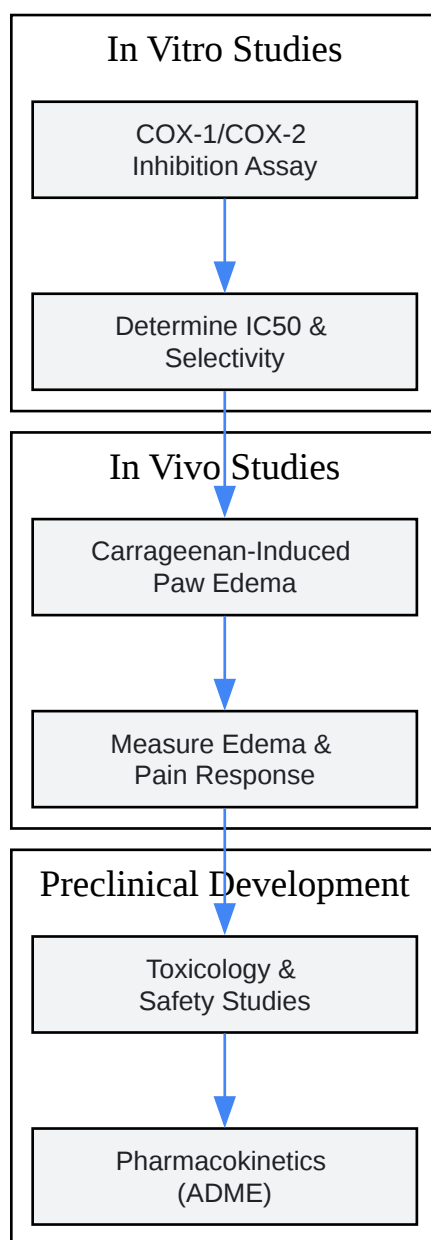 In Vitro Studies
COX-1/COX-2
Inhibition Assay
Determine IC50 &
Selectivity
In Vivo Studies
Carrageenan-Induced
Paw Edema
Measure Edema &
Pain Response
Preclinical Development
Toxicology &
Safety Studies
Pharmacokinetics
(ADME)